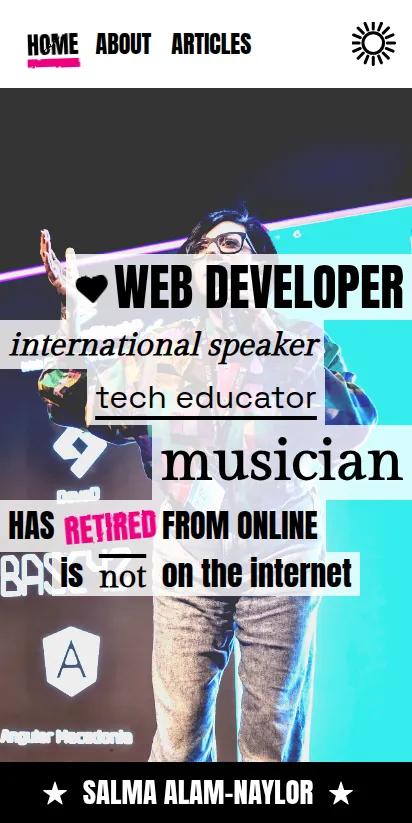 HOME ABOUT ARTICLES
WEB DEVELOPER
international speaker
tech educator
musician
HAS RETIRED FROM ONLINE
is not on the internet
Angular Macedonia
★ SALMA ALAM-NAYLOR ★